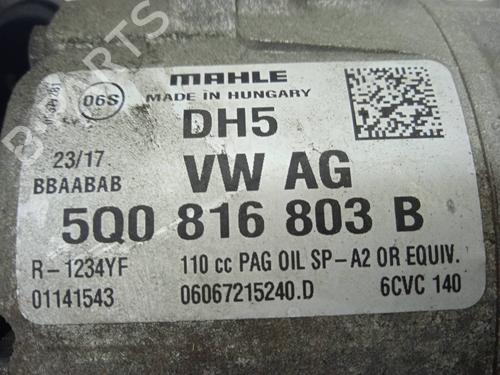 MAHLE
MADE IN HUNGARY
06S
DH5
23/17
BBAABAB
VW AG
5Q0 816 803 B
R-1234YF
110 cc PAG OIL SP-A2 OR EQUIV.
01141543
06067215240.D
6CVC 140